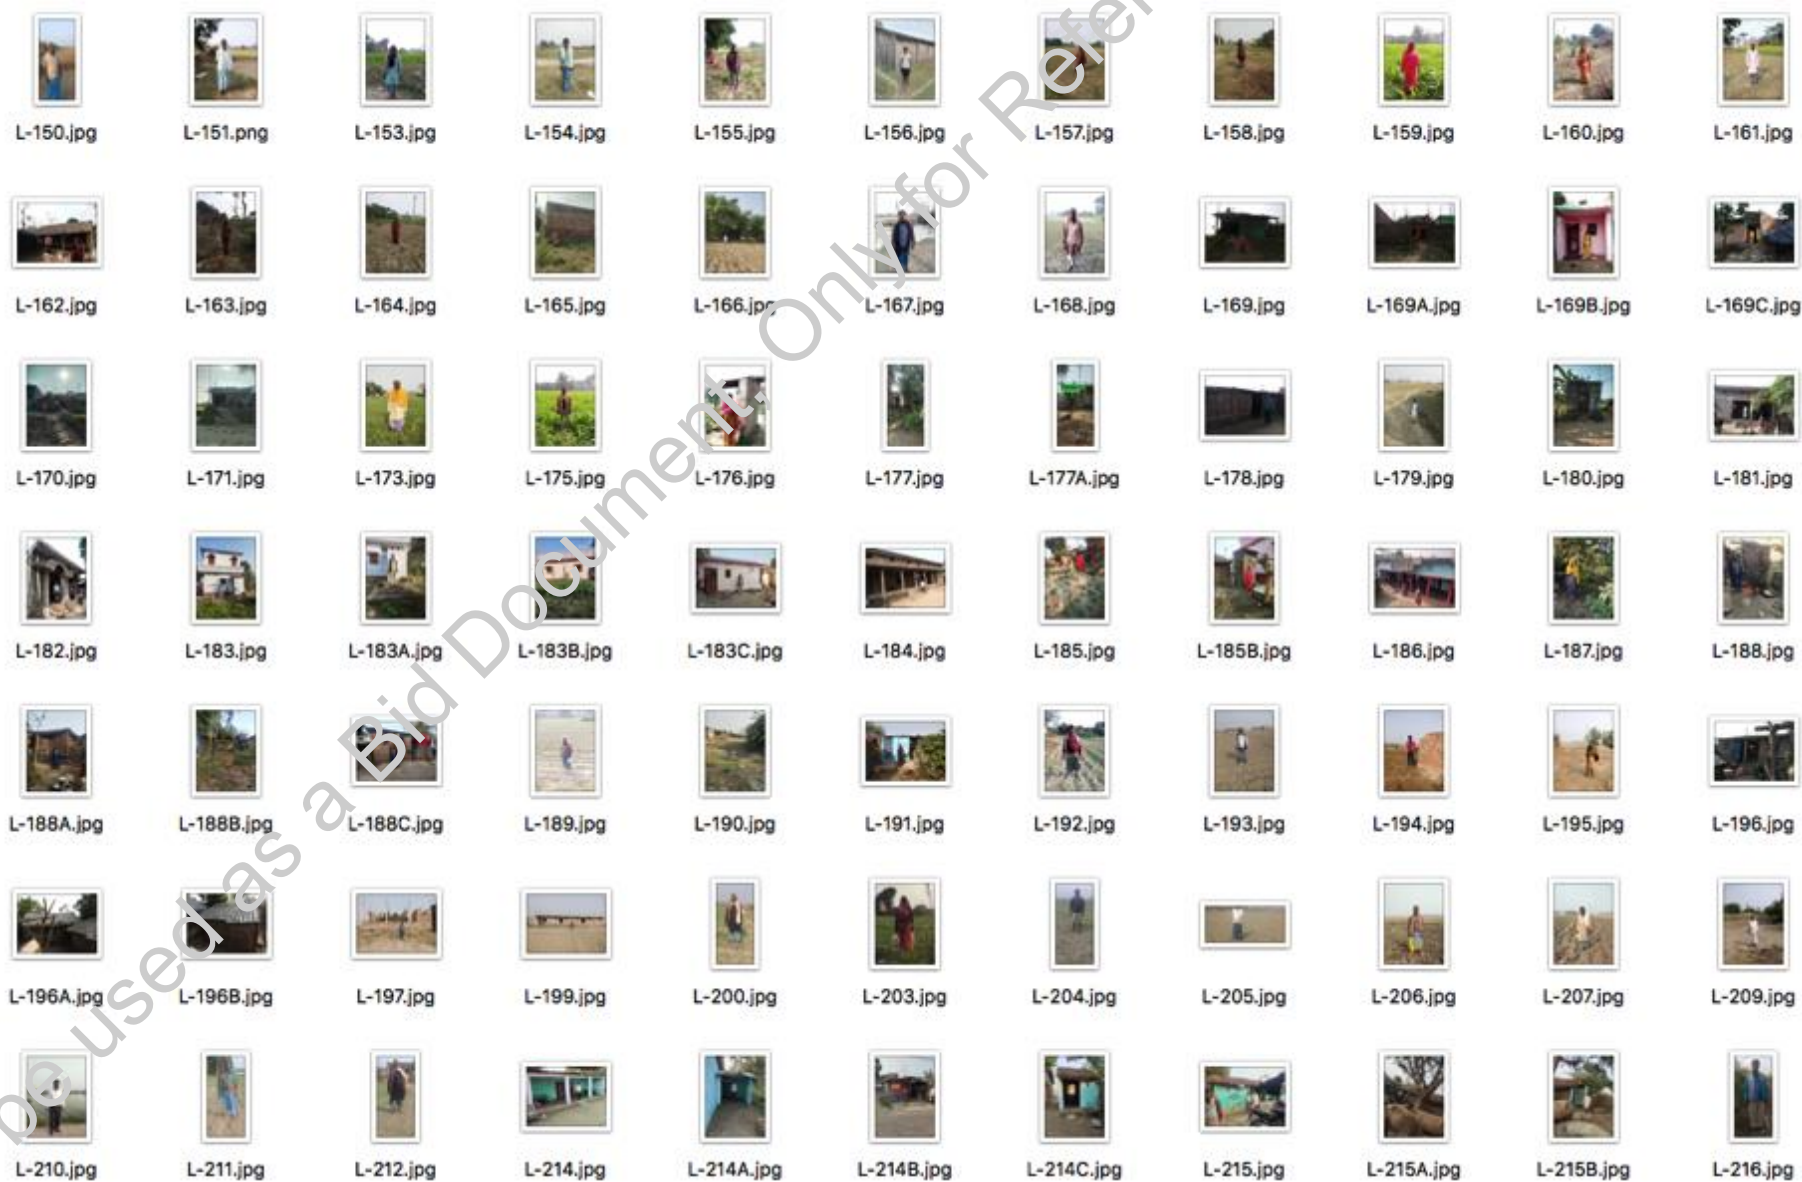 L-150.jpg L-151.png L-153.jpg L-154.jpg L-155.jpg L-156.jpg L-157.jpg L-158.jpg L-159.jpg L-160.jpg L-161.jpg
L-162.jpg L-163.jpg L-164.jpg L-165.jpg L-166.jpg L-167.jpg L-168.jpg L-169.jpg L-169A.jpg L-169B.jpg L-169C.jpg
L-170.jpg L-171.jpg L-173.jpg L-175.jpg L-176.jpg L-177.jpg L-177A.jpg L-178.jpg L-179.jpg L-180.jpg L-181.jpg
L-182.jpg L-183.jpg L-183A.jpg L-183B.jpg L-183C.jpg L-184.jpg L-185.jpg L-185B.jpg L-186.jpg L-187.jpg L-188.jpg
L-188A.jpg L-188B.jpg L-188C.jpg L-189.jpg L-190.jpg L-191.jpg L-192.jpg L-193.jpg L-194.jpg L-195.jpg L-196.jpg
L-196A.jpg L-196B.jpg L-197.jpg L-199.jpg L-200.jpg L-203.jpg L-204.jpg L-205.jpg L-206.jpg L-207.jpg L-209.jpg
L-210.jpg L-211.jpg L-212.jpg L-214.jpg L-214A.jpg L-214B.jpg L-214C.jpg L-215.jpg L-215A.jpg L-215B.jpg L-216.jpg
be used as a Bid Document, Only for Refer